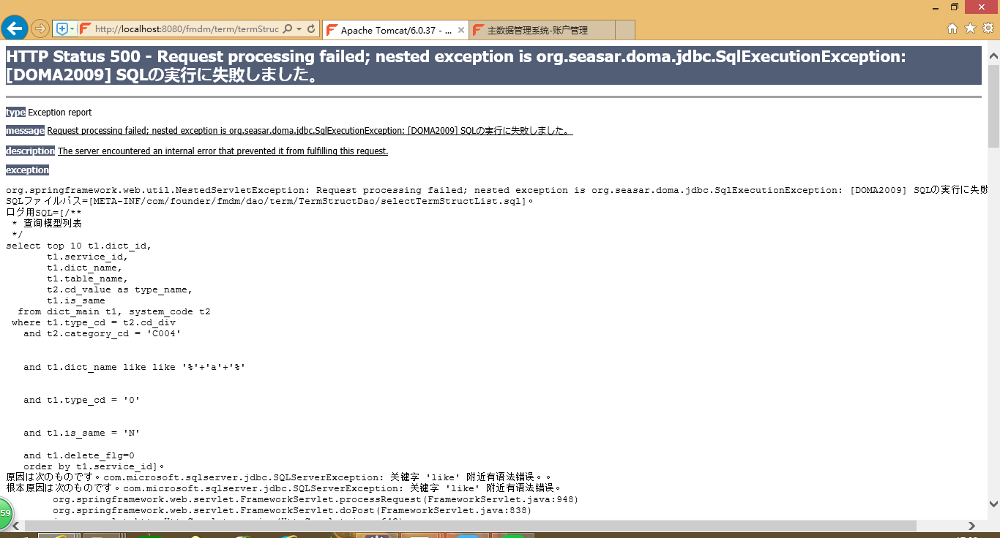 http://localhost:8080/fmdm/term/termStruc
Apache Tomcat/6.0.37 - ...
主数据管理系统-账户管理
HTTP Status 500 - Request processing failed; nested exception is org.seasar.doma.jdbc.SqlExecutionException:
[DOMA2009] SQLの実行に失敗しました。
type Exception report
message Request processing failed; nested exception is org.seasar.doma.jdbc.SqlExecutionException: [DOMA2009] SQLの実行に失敗しました。
description The server encountered an internal error that prevented it from fulfilling this request.
exception
org.springframework.web.util.NestedServletException: Request processing failed; nested exception is org.seasar.doma.jdbc.SqlExecutionException: [DOMA2009] SQLの実行に失敗
SQLファイルパス=[META-INF/com/founder/fmdm/dao/term/TermStructDao/selectTermStructList.sql]。
ログ用SQL=[/**
* 查询模型列表
*/
select top 10 t1.dict_id,
t1.service_id,
t1.dict_name,
t1.table_name,
t2.cd_value as type_name,
t1.is_same
from dict_main t1, system_code t2
where t1.type_cd = t2.cd_div
and t2.category_cd = 'C004'
and t1.dict_name like like '%'+'a'+'%'
and t1.type_cd = '0'
and t1.is_same = 'N'
and t1.delete_flg=0
order by t1.service_id]。
原因は次のものです。com.microsoft.sqlserver.jdbc.SQLServerException: 关键字 'like' 附近有语法错误。。
根本原因は次のものです。com.microsoft.sqlserver.jdbc.SQLServerException: 关键字 'like' 附近有语法错误。
org.springframework.web.servlet.FrameworkServlet.processRequest(FrameworkServlet.java:948)
org.springframework.web.servlet.FrameworkServlet.doPost(FrameworkServlet.java:838)
59